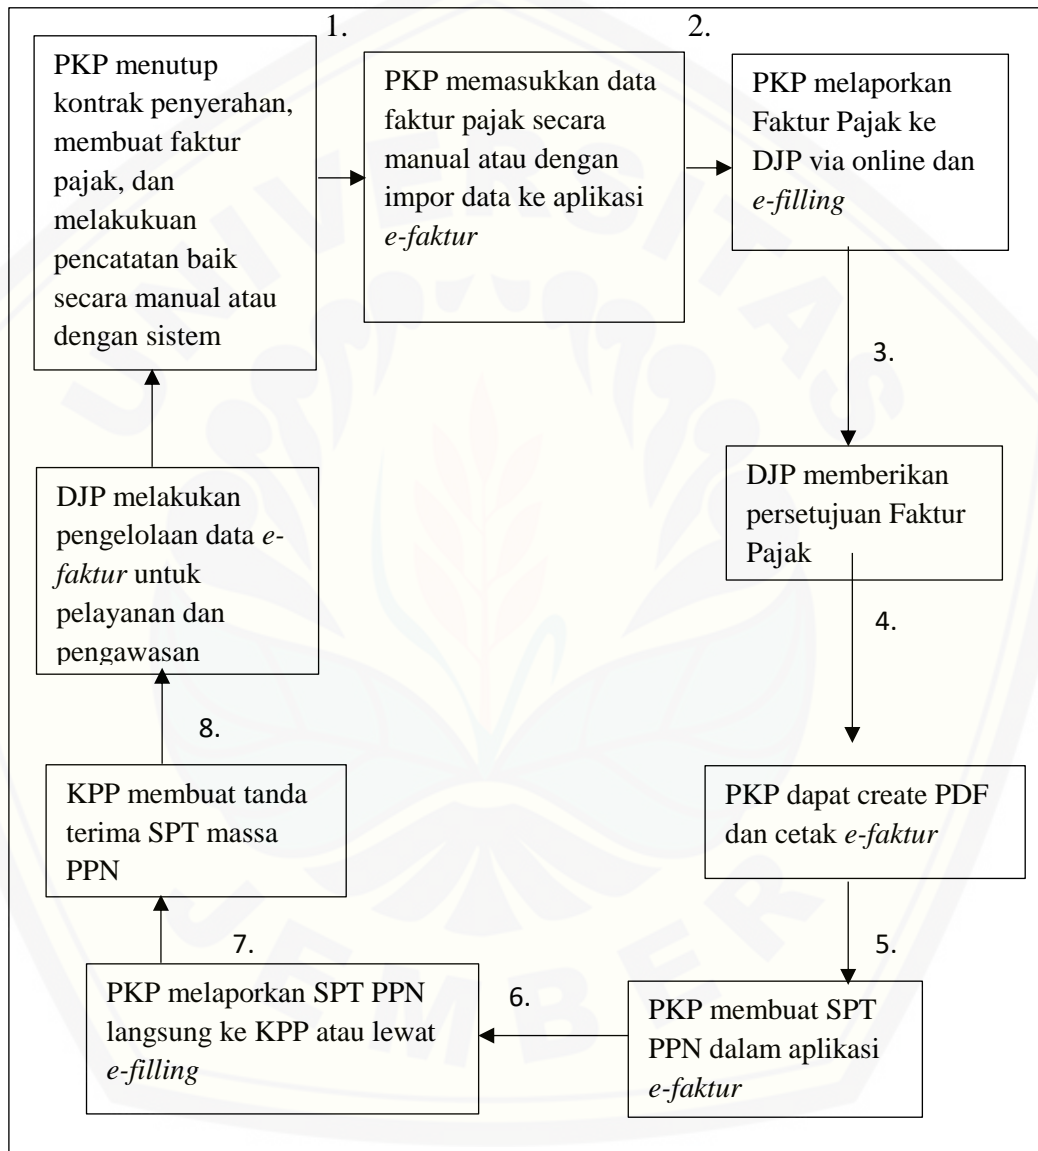 1.
2.
PKP menutup
kontrak penyerahan,
membuat faktur
pajak, dan
melakukuan
pencatatan baik
secara manual atau
dengan sistem
PKP memasukkan data
faktur pajak secara
manual atau dengan
impor data ke aplikasi
e-faktur
PKP melaporkan
Faktur Pajak ke
DJP via online dan
e-filling
3.
DJP memberikan
persetujuan Faktur
Pajak
4.
PKP dapat create PDF
dan cetak e-faktur
5.
PKP membuat SPT
PPN dalam aplikasi
e-faktur
6.
PKP melaporkan SPT PPN
langsung ke KPP atau lewat
e-filling
7.
KPP membuat tanda
terima SPT massa
PPN
8.
DJP melakukan
pengelolaan data e-
faktur untuk
pelayanan dan
pengawasan
UNIVERSITAS
JEMBER